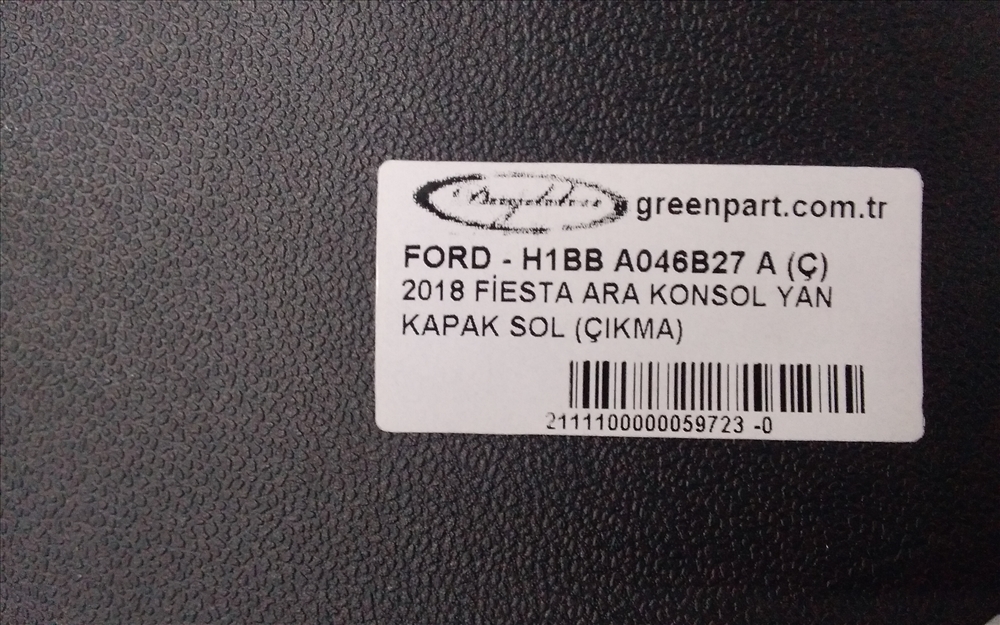 greenpart.com.tr
FORD - H1BB A046B27 A (Ç)
2018 FİESTA ARA KONSOL YAN
KAPAK SOL (ÇIKMA)
2111100000059723 -0